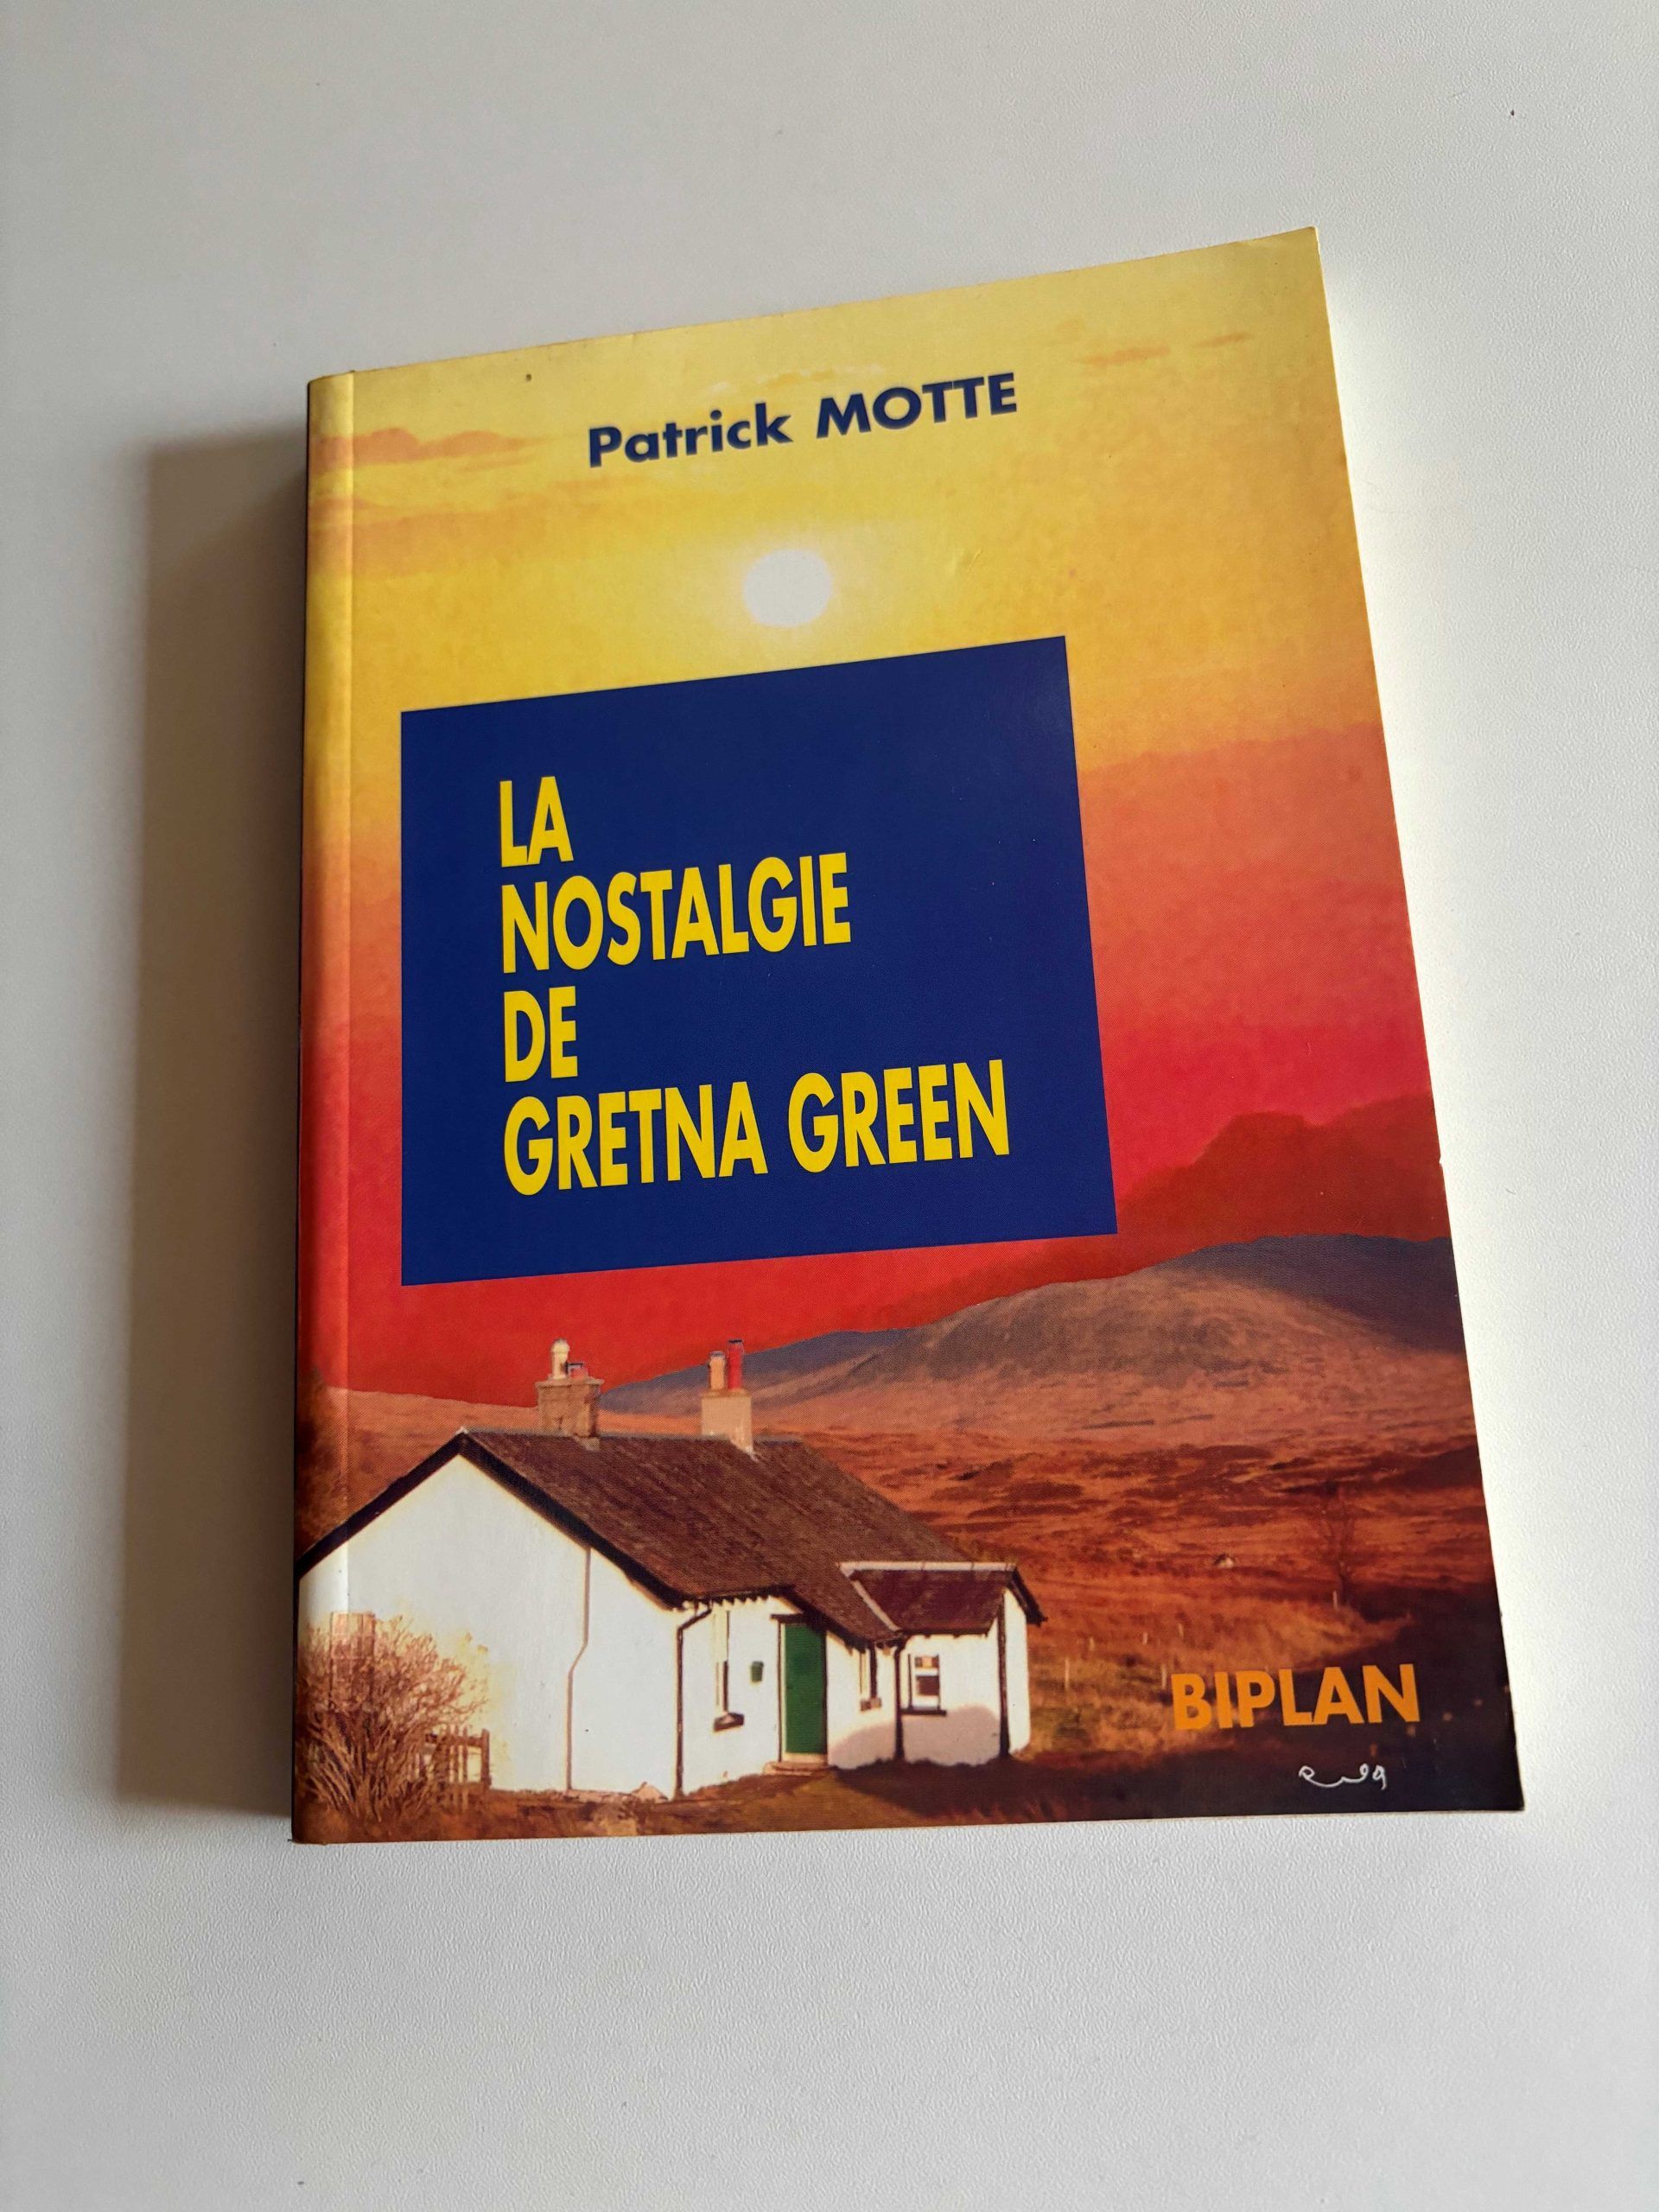 Patrick MOTTE
LA
NOSTALGIE
DE
GRETNA GREEN
BIPLAN